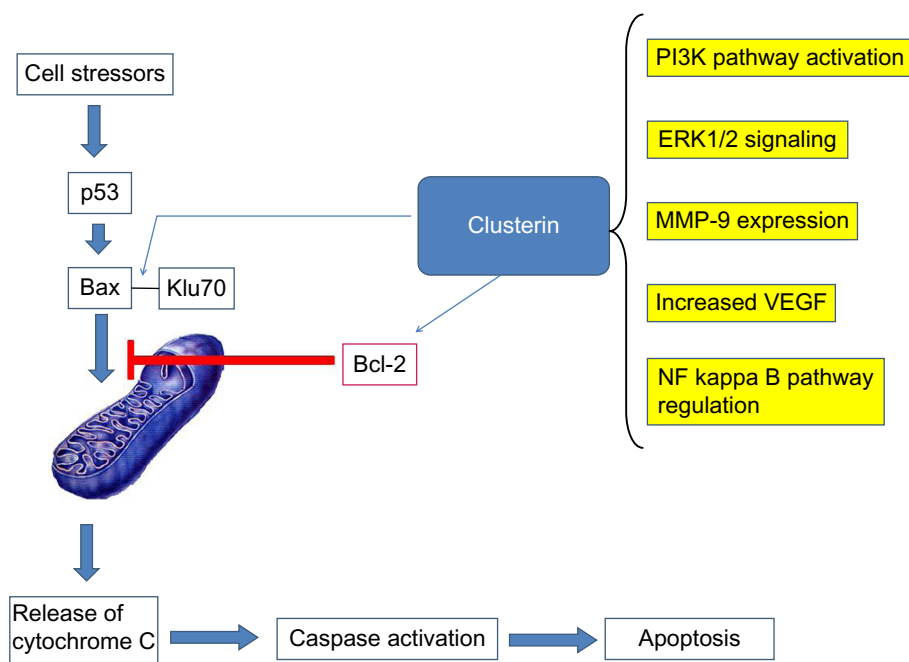 Cell stressors
p53
Bax
Klu70
Bcl-2
Clusterin
PI3K pathway activation
ERK1/2 signaling
MMP-9 expression
Increased VEGF
NF kappa B pathway
regulation
Release of
cytochrome C
Caspase activation
Apoptosis